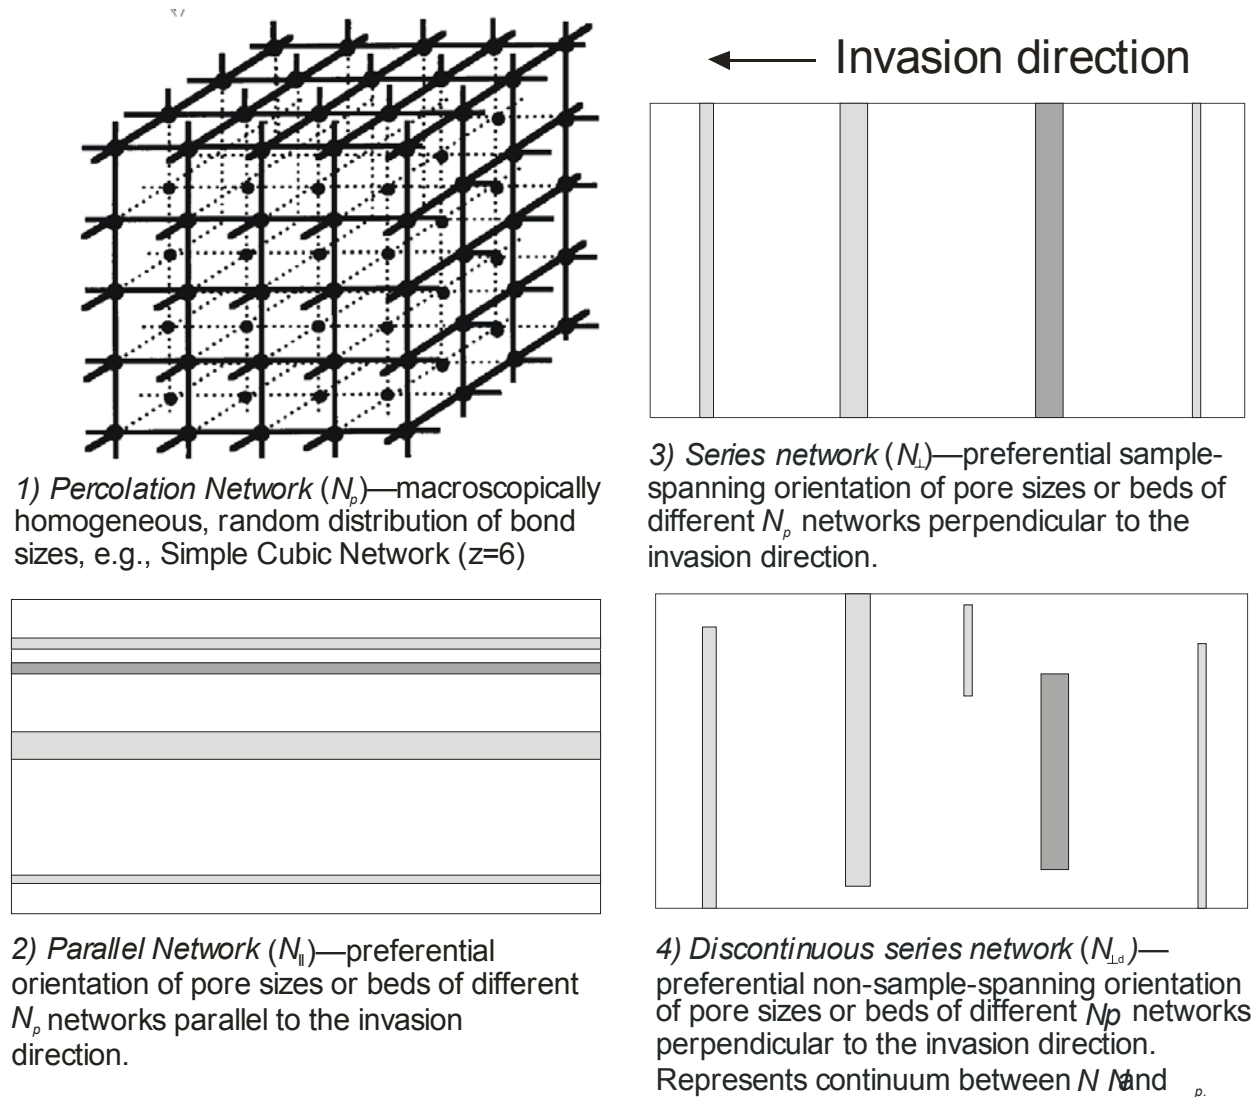 1) Percolation Network (Nₚ)—macroscopically
homogeneous, random distribution of bond
sizes, e.g., Simple Cubic Network (z=6)
2) Parallel Network (N∥)—preferential
orientation of pore sizes or beds of different
Nₚ networks parallel to the invasion
direction.
Invasion direction
3) Series network (N⊥)—preferential sample-
spanning orientation of pore sizes or beds of
different Nₚ networks perpendicular to the
invasion direction.
4) Discontinuous series network (N⊥d)—
preferential non-sample-spanning orientation
of pore sizes or beds of different Np networks
perpendicular to the invasion direction.
Represents continuum between N N and p.